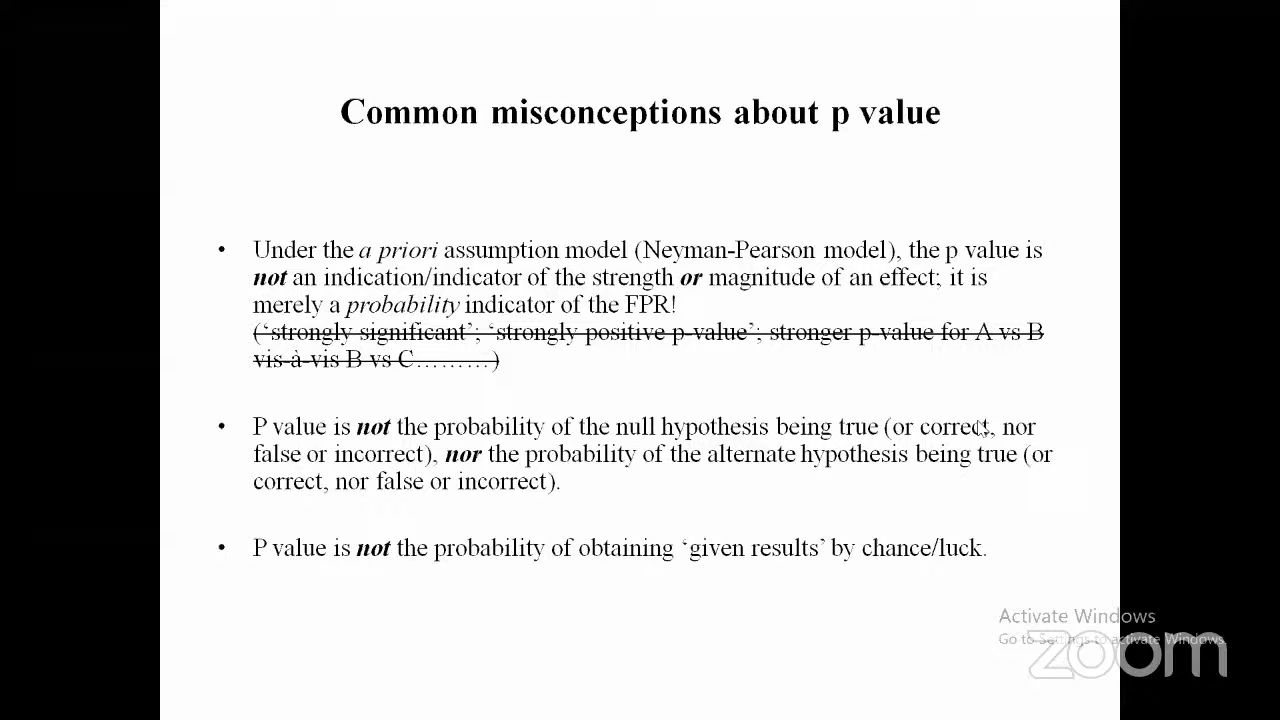 Common misconceptions about p value
• Under the a priori assumption model (Neyman-Pearson model), the p value is
not an indication/indicator of the strength or magnitude of an effect; it is
merely a probability indicator of the FPR!
(‘strongly significant’; ‘strongly positive p-value’; stronger p-value for A vs B
vis-à-vis B vs C………)
• P value is not the probability of the null hypothesis being true (or correct, nor
false or incorrect), nor the probability of the alternate hypothesis being true (or
correct, nor false or incorrect).
• P value is not the probability of obtaining ‘given results’ by chance/luck.
Activate Windows
Go to Settings to activate Windows.
zoom